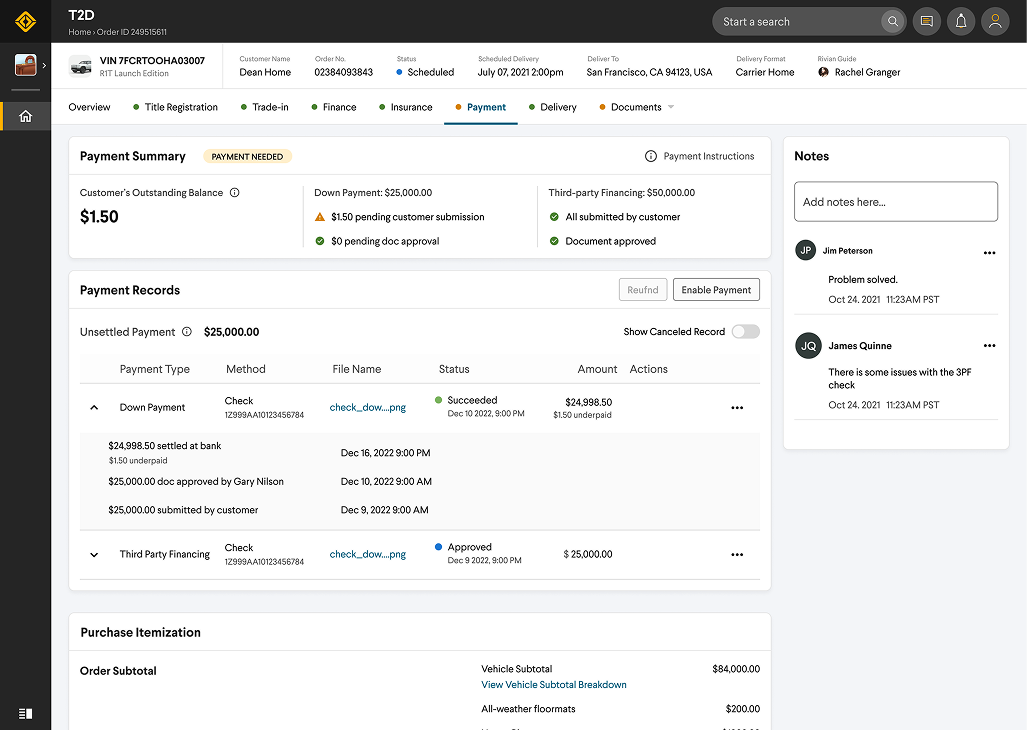 T2D
Home › Order ID 249515611
Start a search
VIN 7FCRTOOHA03007
R1T Launch Edition
Customer Name
Dean Home
Order No.
02384093843
Status
Scheduled
Scheduled Delivery
July 07, 2021 2:00pm
Deliver To
San Francisco, CA 94123, USA
Delivery Format
Carrier Home
Rivian Guide
Rachel Granger
Overview
Title Registration
Trade-in
Finance
Insurance
Payment
Delivery
Documents
Payment Summary
PAYMENT NEEDED
Payment Instructions
Customer's Outstanding Balance
$1.50
Down Payment: $25,000.00
$1.50 pending customer submission
$0 pending doc approval
Third-party Financing: $50,000.00
All submitted by customer
Document approved
Payment Records
Reufnd
Enable Payment
Unsettled Payment
$25,000.00
Show Canceled Record
Payment Type
Method
File Name
Status
Amount
Actions
Down Payment
Check
1Z999AA10123456784
check_dow....png
Succeeded
Dec 10 2022, 9:00 PM
$24,998.50
$1.50 underpaid
$24,998.50 settled at bank
$1.50 underpaid
Dec 16, 2022 9:00 PM
$25,000.00 doc approved by Gary Nilson
Dec 10, 2022 9:00 AM
$25,000.00 submitted by customer
Dec 9, 2022 9:00 AM
Third Party Financing
Check
1Z999AA10123456784
check_dow....png
Approved
Dec 9 2022, 9:00 PM
$ 25,000.00
Purchase Itemization
Order Subtotal
Vehicle Subtotal
$84,000.00
View Vehicle Subtotal Breakdown
All-weather floormats
$200.00
Notes
Add notes here...
JP
Jim Peterson
Problem solved.
Oct 24. 2021 11:23AM PST
JQ
James Quinne
There is some issues with the 3PF
check
Oct 24. 2021 11:23AM PST